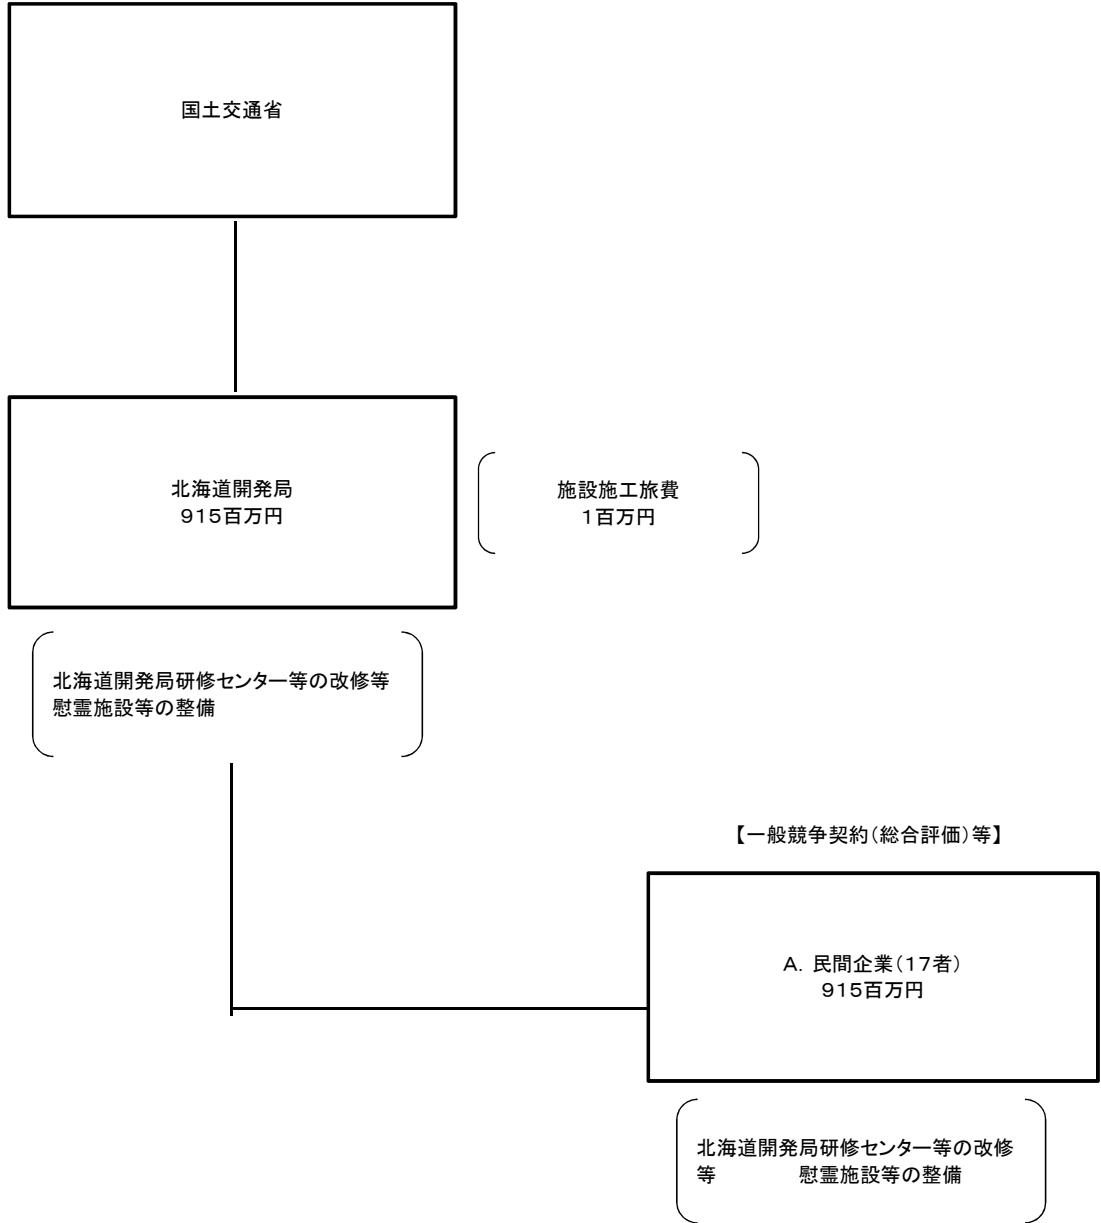 国土交通省
北海道開発局
915百万円
施設施工旅費
1百万円
北海道開発局研修センター等の改修等
慰霊施設等の整備
【一般競争契約(総合評価)等】
A. 民間企業(17者)
915百万円
北海道開発局研修センター等の改修
等　　　　慰霊施設等の整備